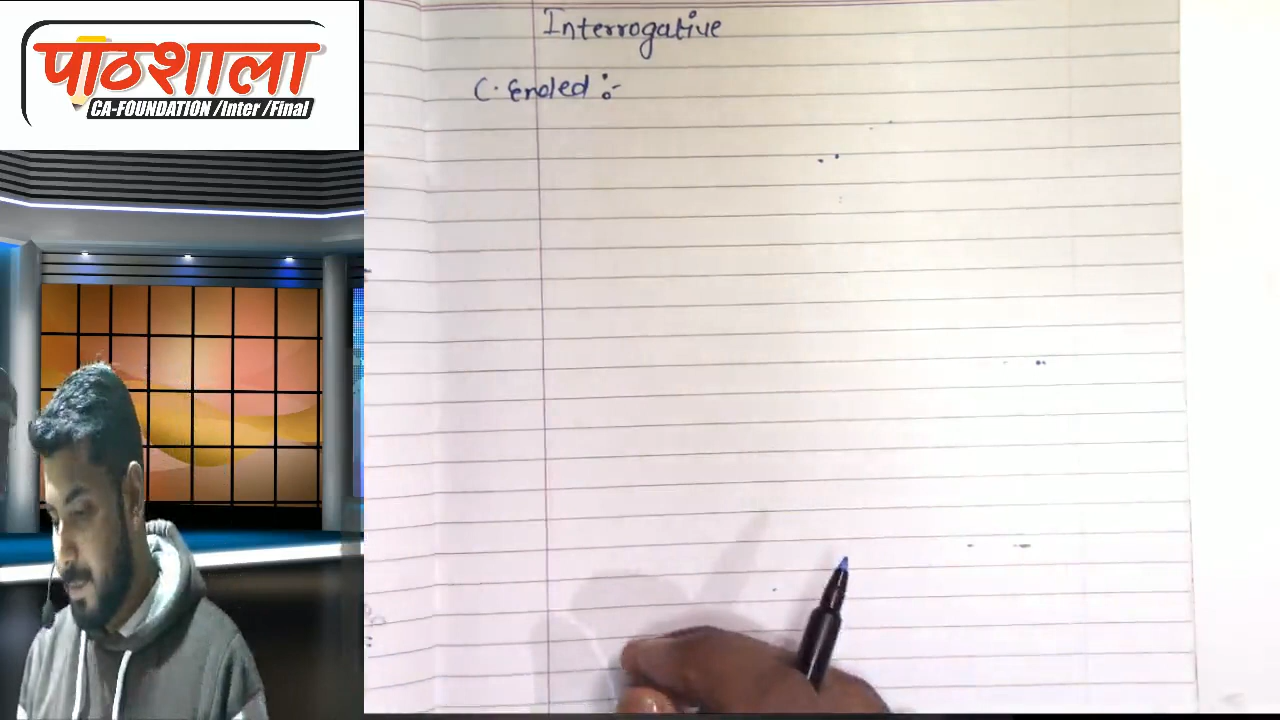 पाठशाला
CA-FOUNDATION /Inter /Final
Interrogative
C. Ended :-